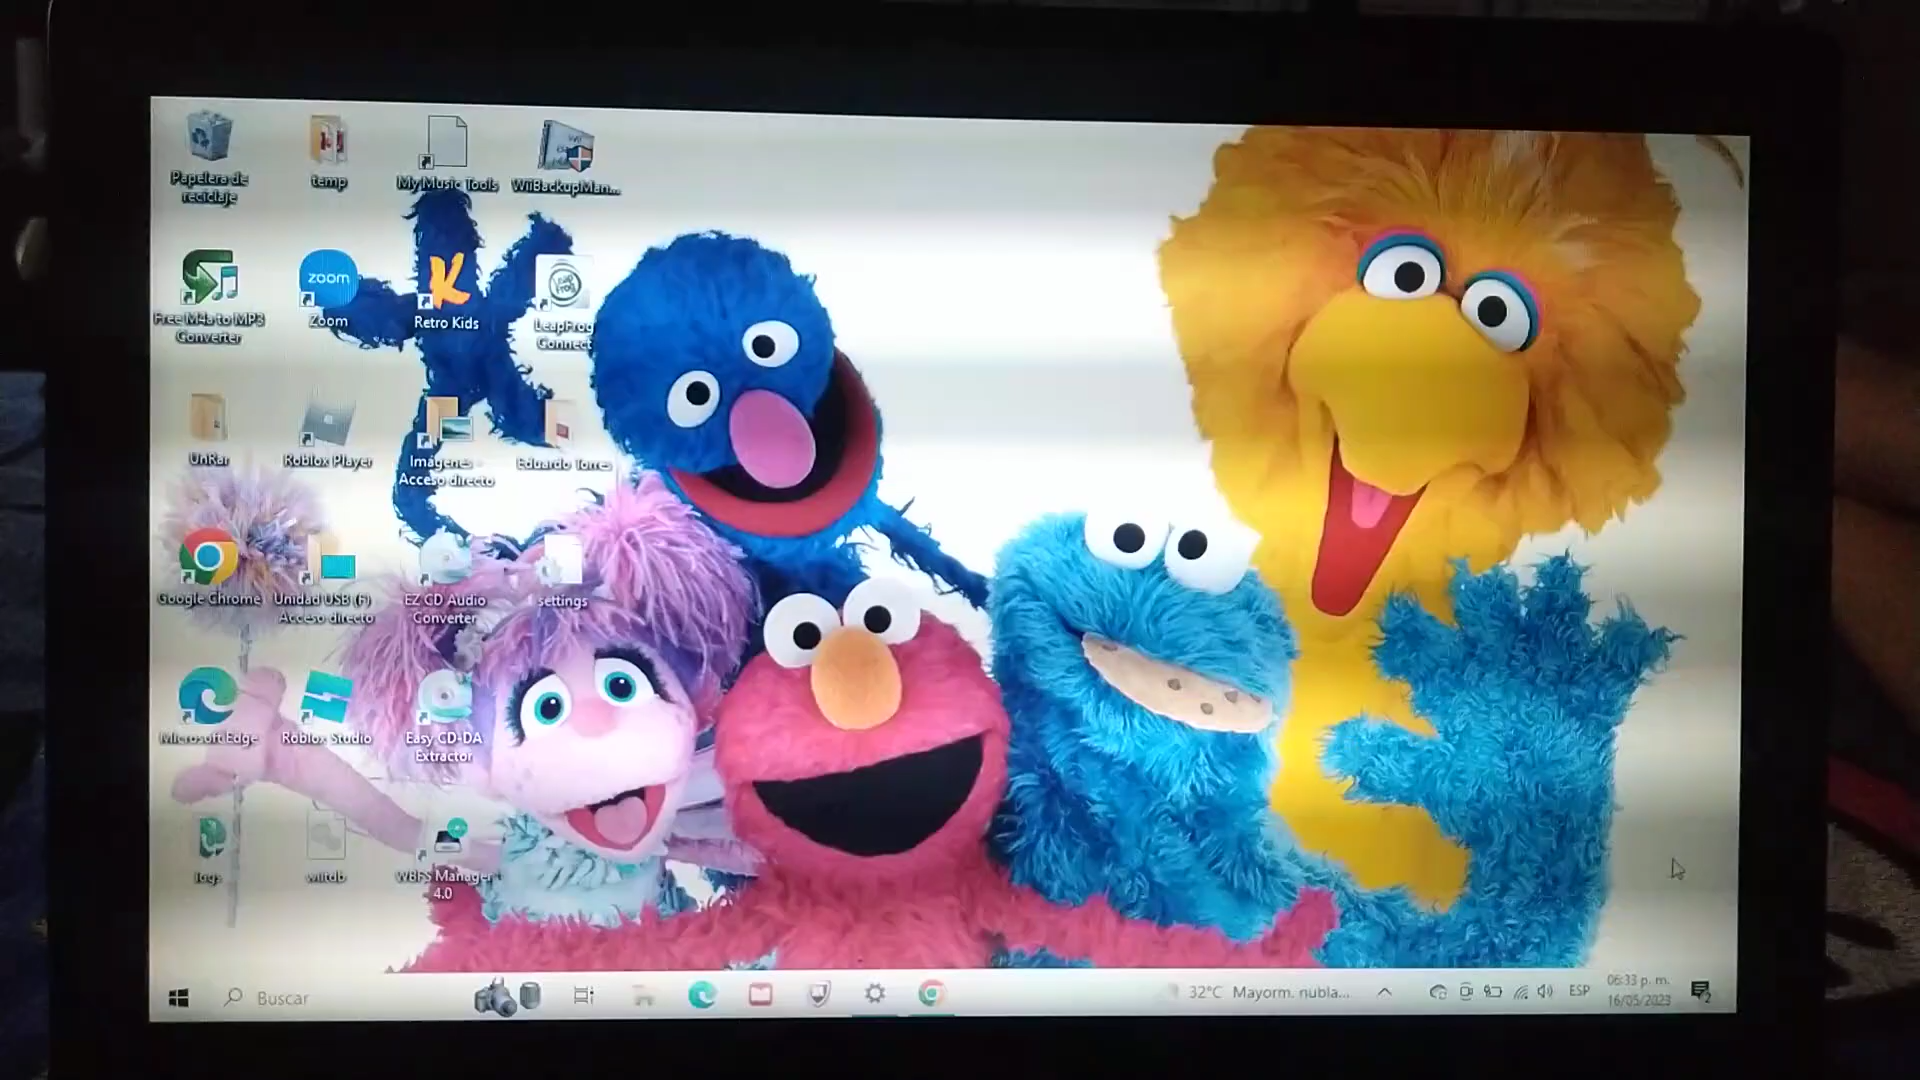 Papelera de
reciclaje
temp
My Music Tools
WiiBackupMan...
Free M4a to MP3
Converter
zoom
Zoom
K
Retro Kids
Leap
Frog
LeapFrog
Connect
UnRar
Roblox Player
Imágenes -
Acceso directo
Eduardo Torres
Google Chrome
Unidad USB (F)
Acceso directo
EZ CD Audio
Converter
settings
Microsoft Edge
Roblox Studio
Easy CD-DA
Extractor
logs
wiitdb
WBFS Manager
4.0
Buscar
32°C Mayorm. nubla...
ESP
06:33 p. m.
16/05/2023
2